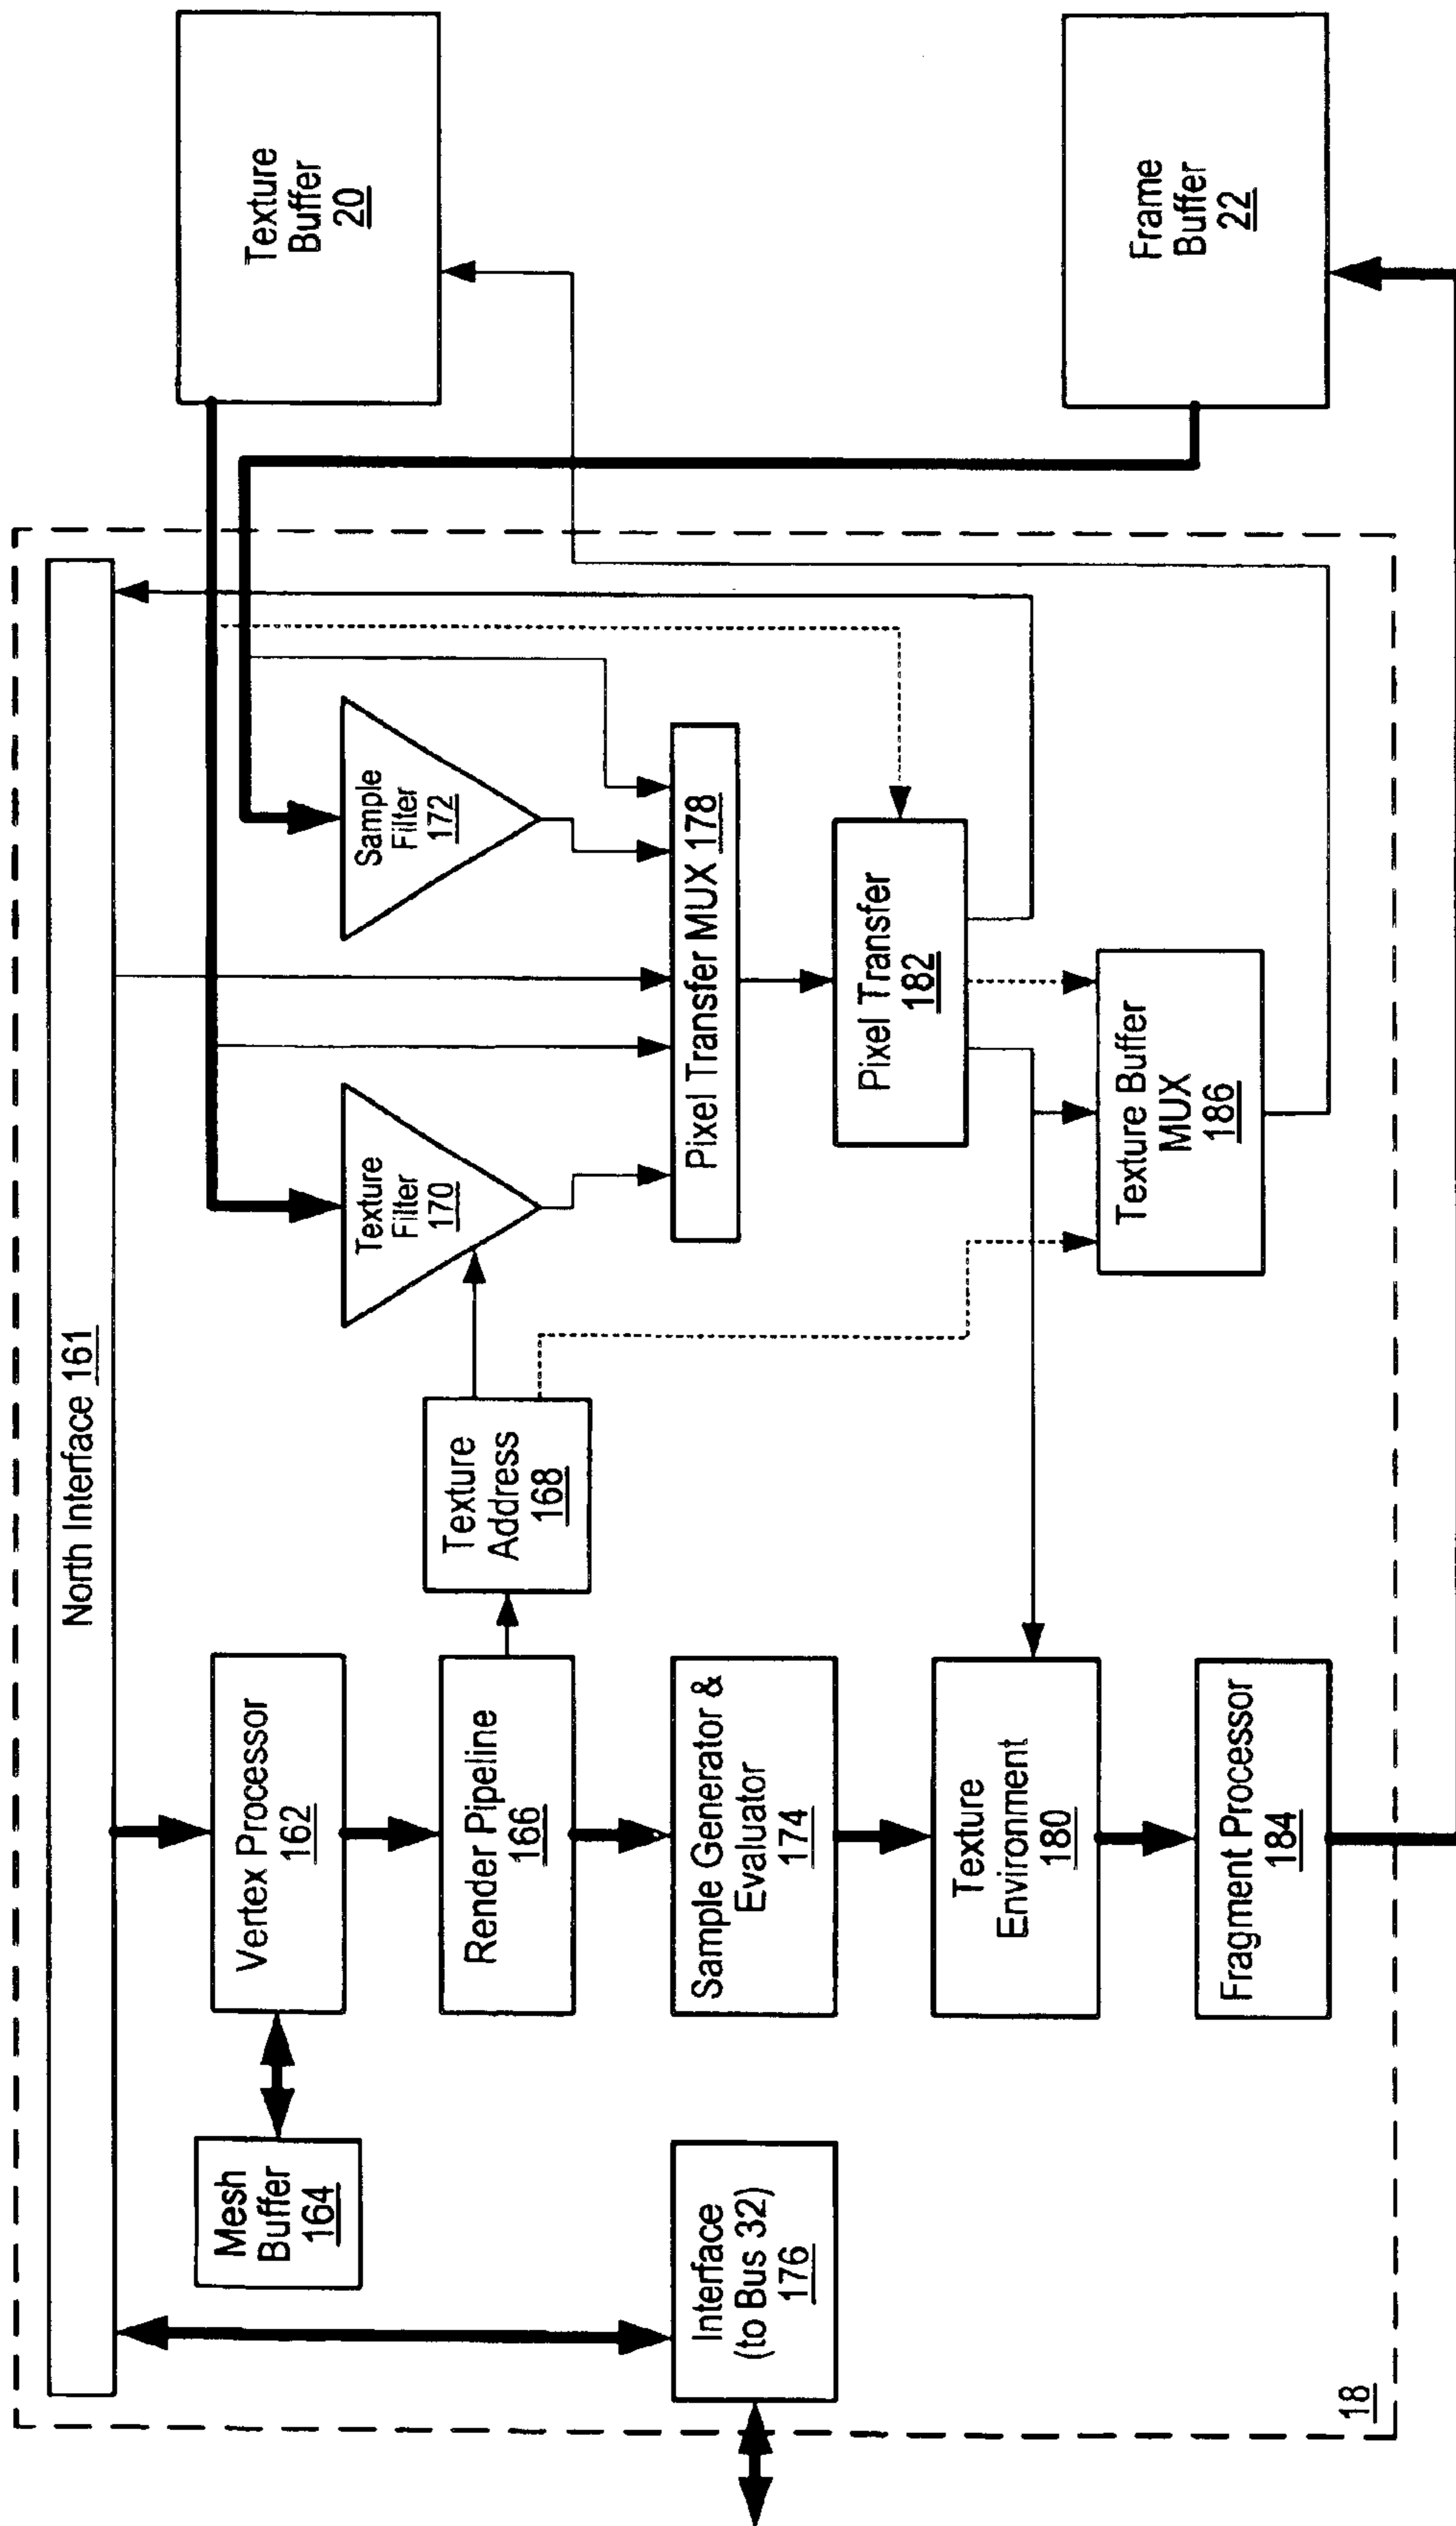 North Interface 161
Mesh
Buffer
164
Vertex Processor
162
Interface
(to Bus 32)
176
Render Pipeline
166
Texture
Address
168
Sample Generator &
Evaluator
174
Texture
Environment
180
Fragment Processor
184
Texture
Filter
170
Sample
Filter
172
Pixel Transfer MUX 178
Pixel Transfer
182
Texture Buffer
MUX
186
Texture
Buffer
20
Frame
Buffer
22
18